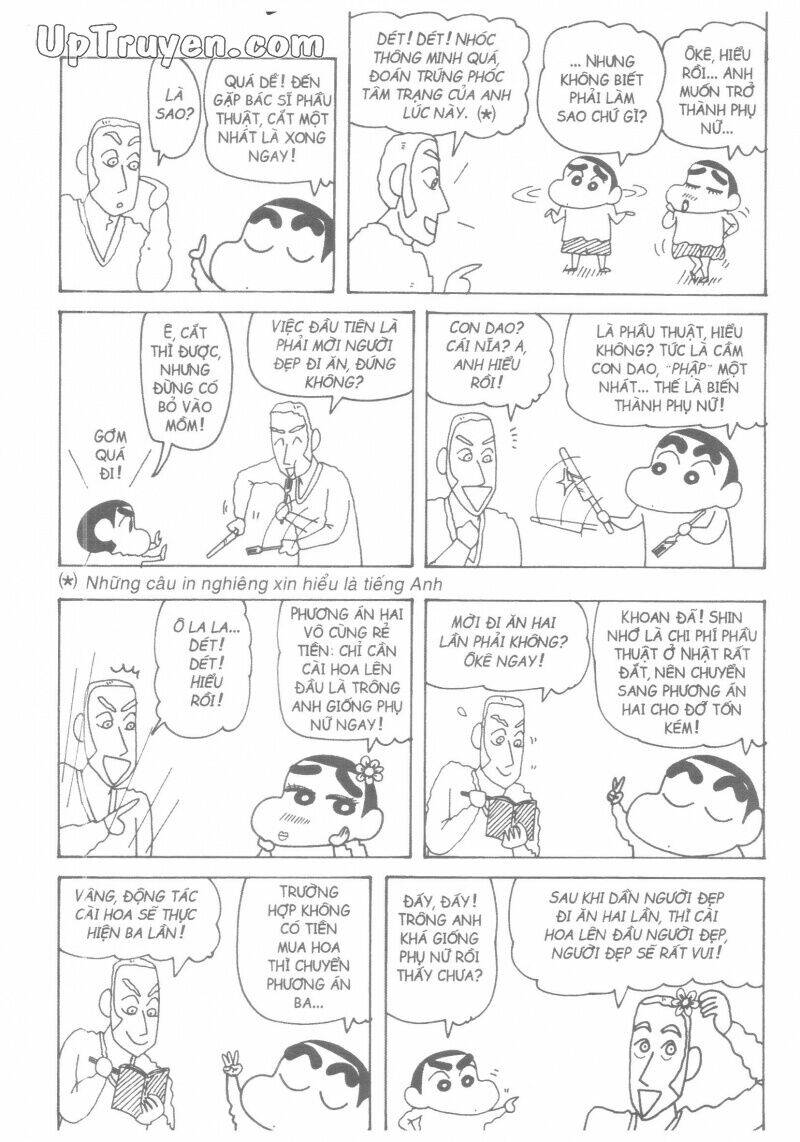 UpTruyen.com
ÔKÊ, HIỂU
RỒI... ANH
MUỐN TRỞ
THÀNH PHỤ
NỮ...
... NHƯNG
KHÔNG BIẾT
PHẢI LÀM
SAO CHỨ GÌ?
DÉT! DÉT! NHÓC
THÔNG MINH QUÁ,
ĐOÁN TRÚNG PHÓC
TÂM TRẠNG CỦA ANH
LÚC NÀY. (*)
QUÁ DỄ! ĐẾN
GẶP BÁC SĨ PHẪU
THUẬT, CẮT MỘT
NHÁT LÀ XONG
NGAY!
LÀ
SAO?
LÀ PHẪU THUẬT, HIỂU
KHÔNG? TỨC LÀ CẦM
CON DAO, "PHẬP" MỘT
NHÁT... THẾ LÀ BIẾN
THÀNH PHỤ NỮ!
CON DAO?
CÁI NĨA? A,
ANH HIỂU
RỒI!
VIỆC ĐẦU TIÊN LÀ
PHẢI MỜI NGƯỜI
ĐẸP ĐI ĂN, ĐÚNG
KHÔNG?
Ê, CẮT
THÌ ĐƯỢC,
NHƯNG
ĐỪNG CÓ
BỎ VÀO
MỒM!
GỚM
QUÁ
ĐI!
(*) Những câu in nghiêng xin hiểu là tiếng Anh
KHOAN ĐÃ! SHIN
NHỚ LÀ CHI PHÍ PHẪU
THUẬT Ở NHẬT RẤT
ĐẮT, NÊN CHUYỂN
SANG PHƯƠNG ÁN
HAI CHO ĐỠ TỐN
KÉM!
MỜI ĐI ĂN HAI
LẦN PHẢI KHÔNG?
ÔKÊ NGAY!
PHƯƠNG ÁN HAI
VÔ CÙNG RẺ
TIỀN: CHỈ CẦN
CÀI HOA LÊN
ĐẦU LÀ TRÔNG
ANH GIỐNG PHỤ
NỮ NGAY!
Ô LA LA...
DÉT!
DÉT!
HIỂU
RỒI!
SAU KHI DẪN NGƯỜI ĐẸP
ĐI ĂN HAI LẦN, THÌ CÀI
HOA LÊN ĐẦU NGƯỜI ĐẸP,
NGƯỜI ĐẸP SẼ RẤT VUI!
ĐẤY, ĐẤY!
TRÔNG ANH
KHÁ GIỐNG
PHỤ NỮ RỒI
THẤY CHƯA?
TRƯỜNG
HỢP KHÔNG
CÓ TIỀN
MUA HOA
THÌ CHUYỂN
PHƯƠNG ÁN
BA...
VÂNG, ĐỘNG TÁC
CÀI HOA SẼ THỰC
HIỆN BA LẦN!